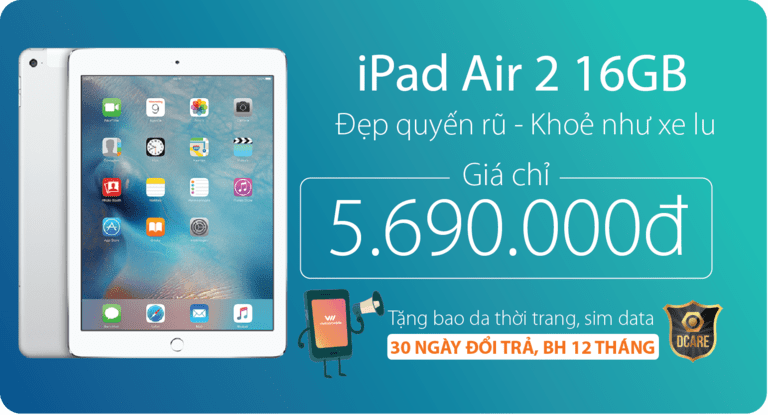 iPad Air 2 16GB
Đẹp quyến rũ - Khoẻ như xe lu
Giá chỉ
5.690.000đ
Tặng bao da thời trang, sim data
30 NGÀY ĐỔI TRẢ, BH 12 THÁNG
DCARE